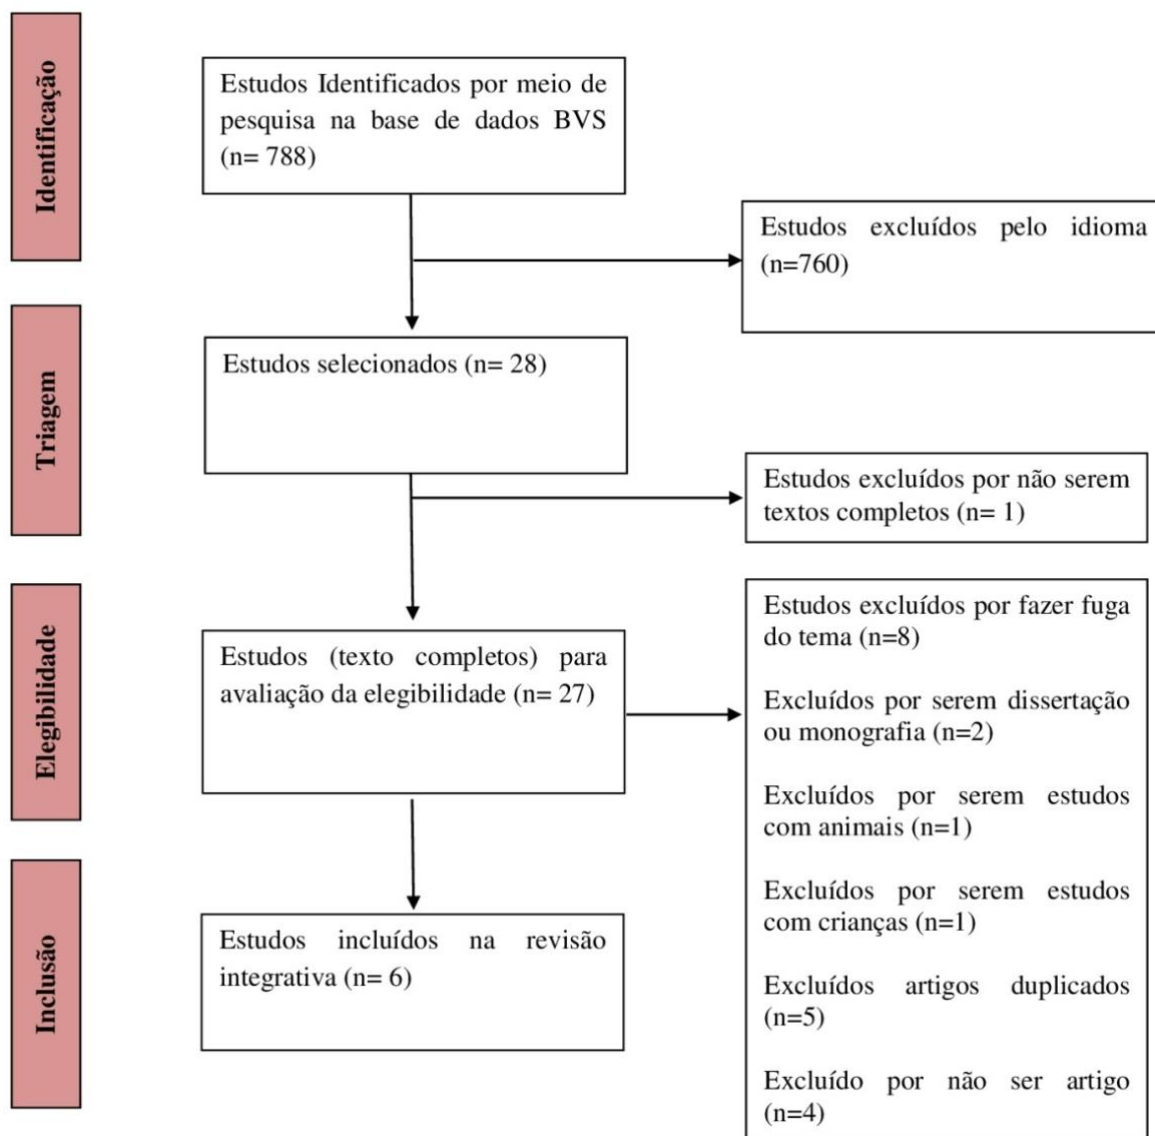 Identificação
Estudos Identificados por meio de
pesquisa na base de dados BVS
(n= 788)
Estudos excluídos pelo idioma
(n=760)
Triagem
Estudos selecionados (n= 28)
Estudos excluídos por não serem
textos completos (n= 1)
Elegibilidade
Estudos (texto completos) para
avaliação da elegibilidade (n= 27)
Estudos excluídos por fazer fuga
do tema (n=8)
Excluídos por serem dissertação
ou monografia (n=2)
Excluídos por serem estudos
com animais (n=1)
Excluídos por serem estudos
com crianças (n=1)
Excluídos artigos duplicados
(n=5)
Excluído por não ser artigo
(n=4)
Inclusão
Estudos incluídos na revisão
integrativa (n= 6)